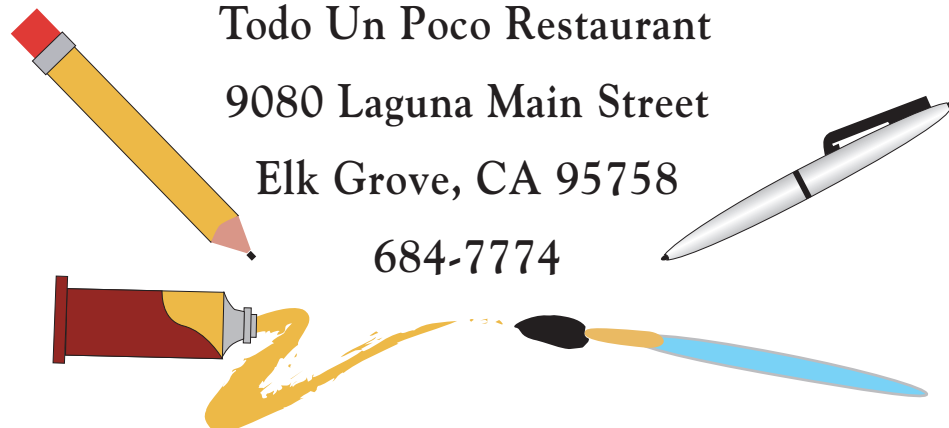 Todo Un Poco Restaurant
9080 Laguna Main Street
Elk Grove, CA 95758
684-7774